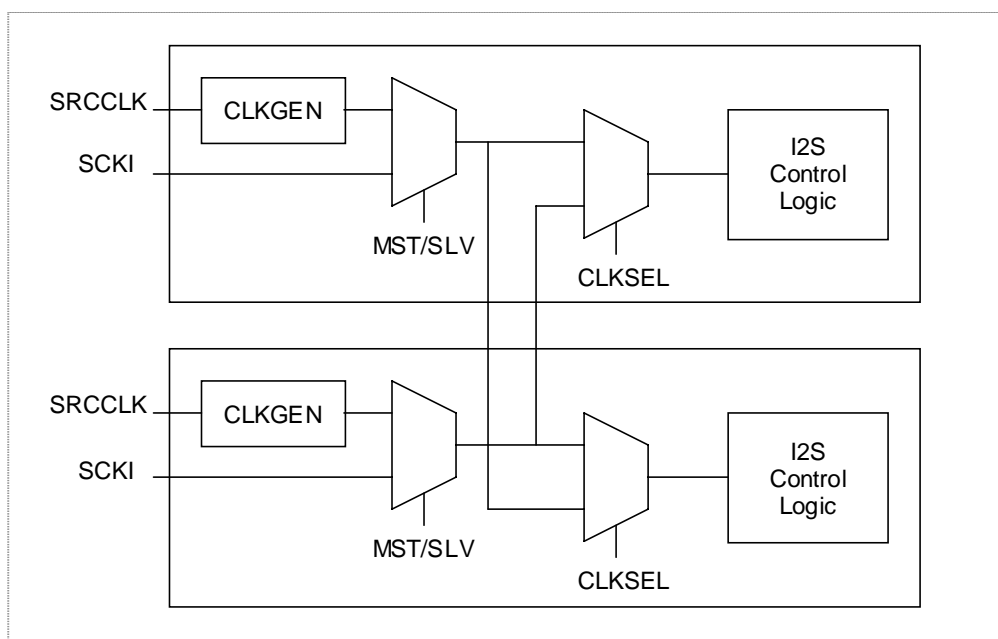 SRCCLK
CLKGEN
SCKI
MST/SLV
CLKSEL
I2S
Control
Logic
SRCCLK
CLKGEN
SCKI
MST/SLV
CLKSEL
I2S
Control
Logic